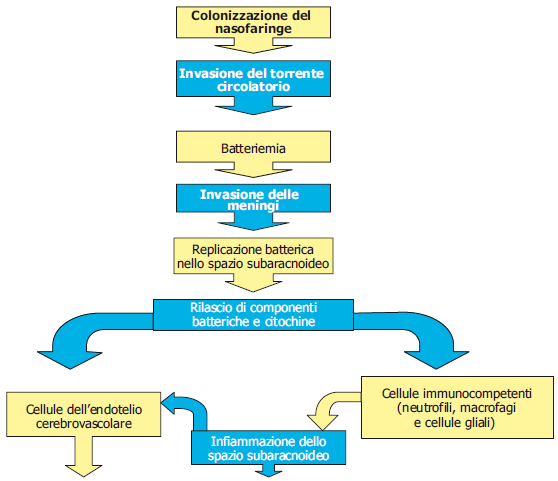 Colonizzazione del
nasofaringe
Invasione del torrente
circolatorio
Batteriemia
Invasione delle
meningi
Replicazione batterica
nello spazio subaracnoideo
Rilascio di componenti
batteriche e citochine
Cellule dell'endotelio
cerebrovascolare
Cellule immunocompetenti
(neutrofili, macrofagi
e cellule gliali)
Infiammazione dello
spazio subaracnoideo